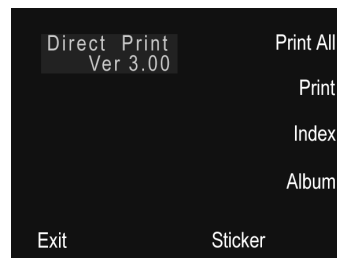 Direct Print
Ver 3.00
Print All
Print
Index
Album
Exit
Sticker